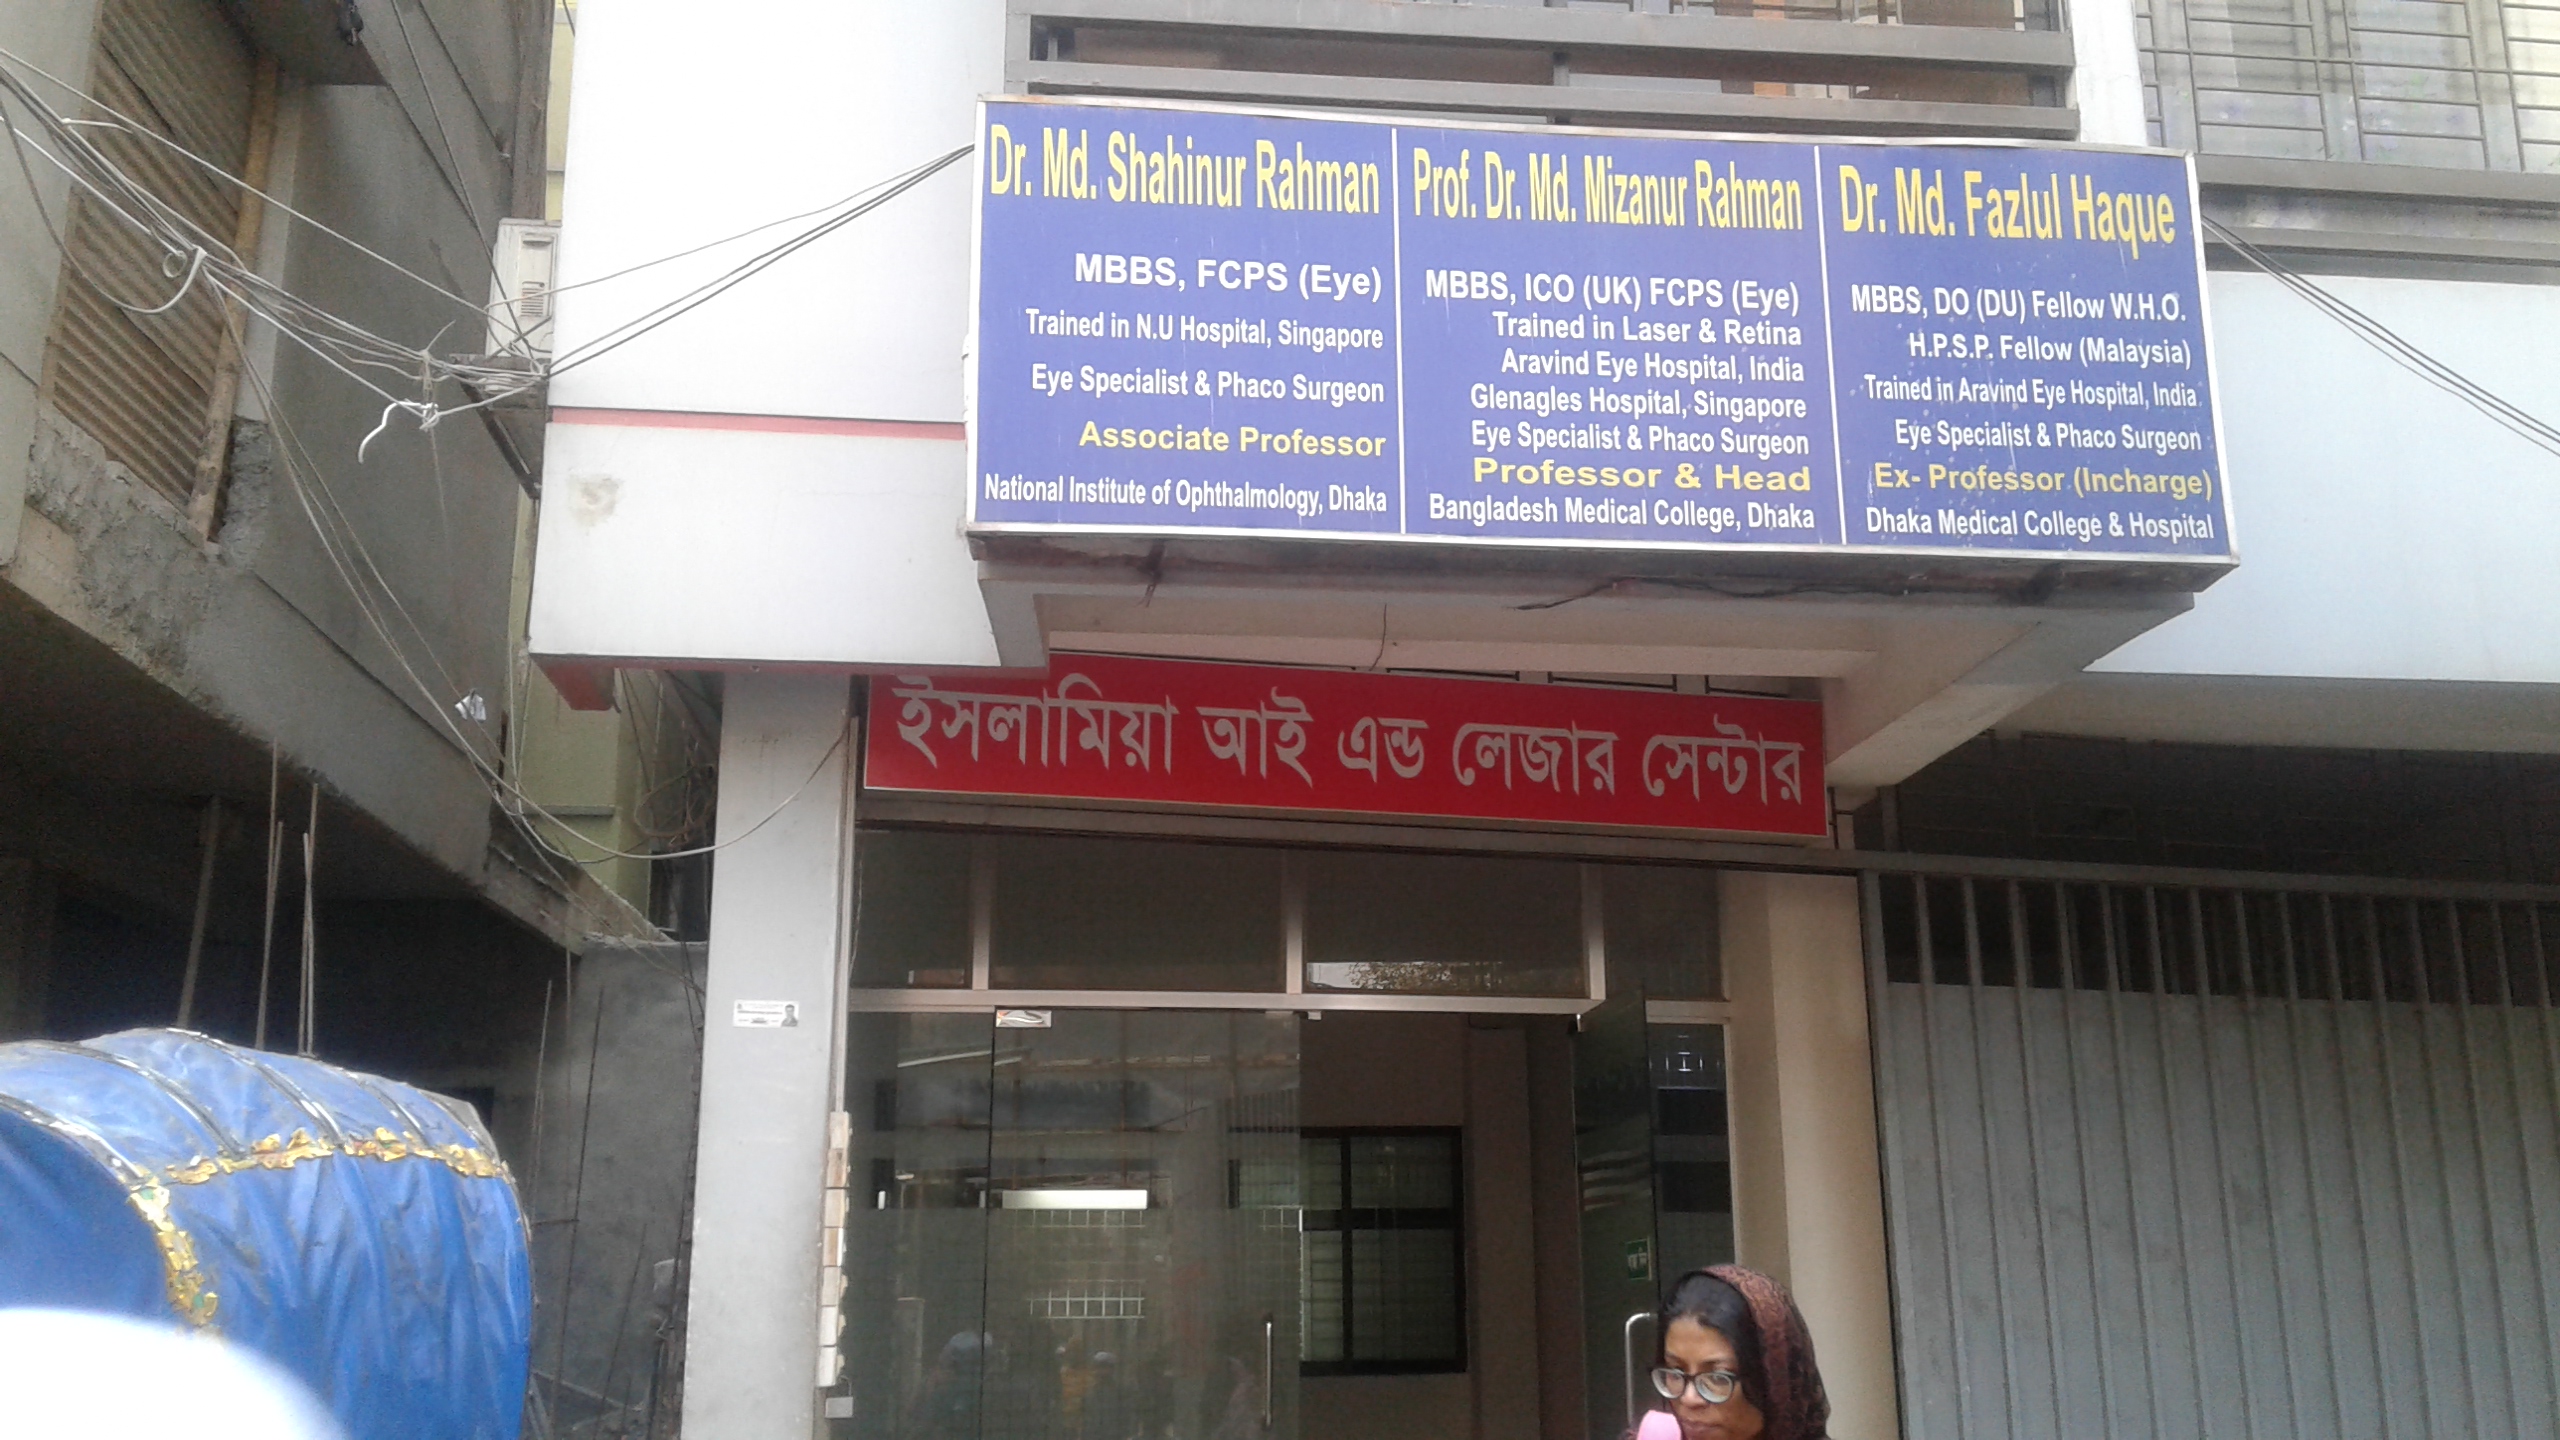 Dr. Md. Shahinur Rahman
MBBS, FCPS (Eye)
Trained in N.U Hospital, Singapore
Eye Specialist & Phaco Surgeon
Associate Professor
National Institute of Ophthalmology, Dhaka
Prof. Dr. Md. Mizanur Rahman
MBBS, ICO (UK) FCPS (Eye)
Trained in Laser & Retina
Aravind Eye Hospital, India
Glenagles Hospital, Singapore
Eye Specialist & Phaco Surgeon
Professor & Head
Bangladesh Medical College, Dhaka
Dr. Md. Fazlul Haque
MBBS, DO (DU) Fellow W.H.O.
H.P.S.P. Fellow (Malaysia)
Trained in Aravind Eye Hospital, India
Eye Specialist & Phaco Surgeon
Ex- Professor (Incharge)
Dhaka Medical College & Hospital
ইসলামিয়া আই এন্ড লেজার সেন্টার